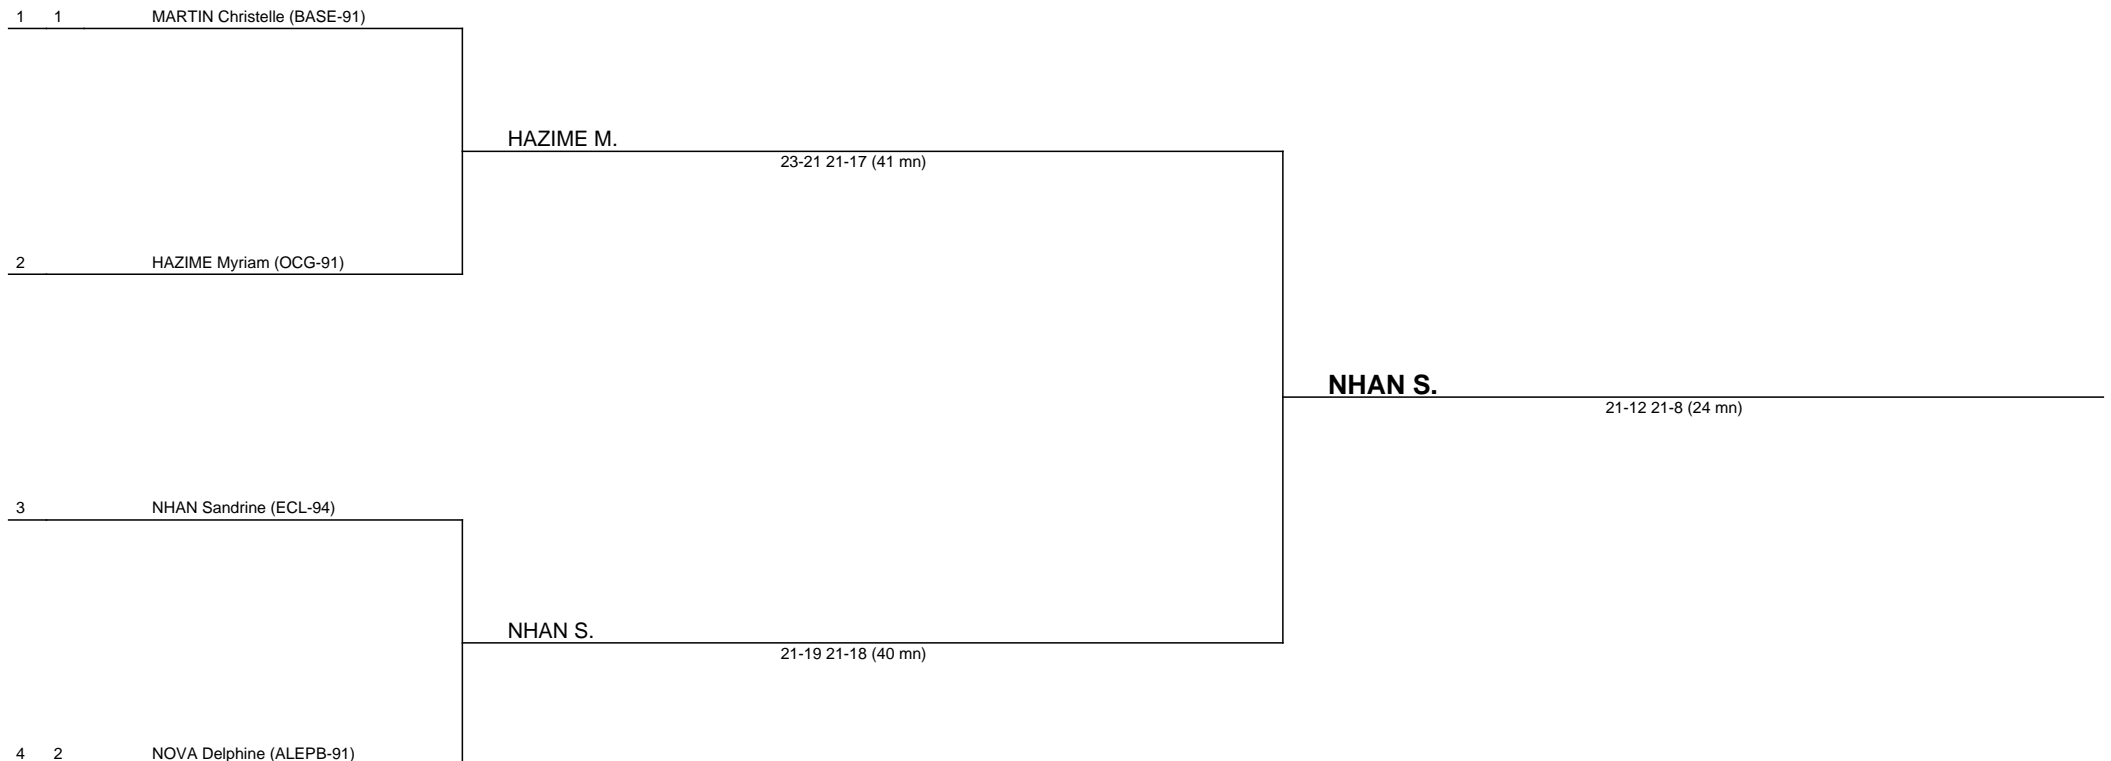 1 1 MARTIN Christelle (BASE-91)
HAZIME M.
23-21 21-17 (41 mn)
2 HAZIME Myriam (OCG-91)
NHAN S.
21-12 21-8 (24 mn)
3 NHAN Sandrine (ECL-94)
NHAN S.
21-19 21-18 (40 mn)
4 2 NOVA Delphine (ALEPB-91)